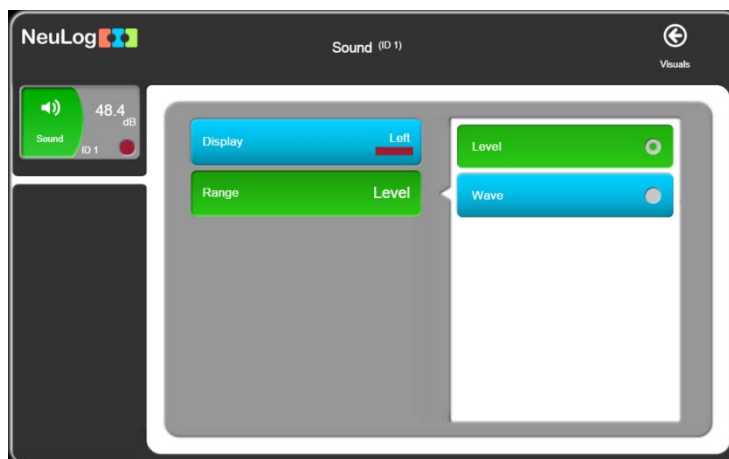 NeuLog
Sound (ID 1)
Visuals
48.4
dB
Sound
ID 1
Display Left
Range Level
Level
Wave